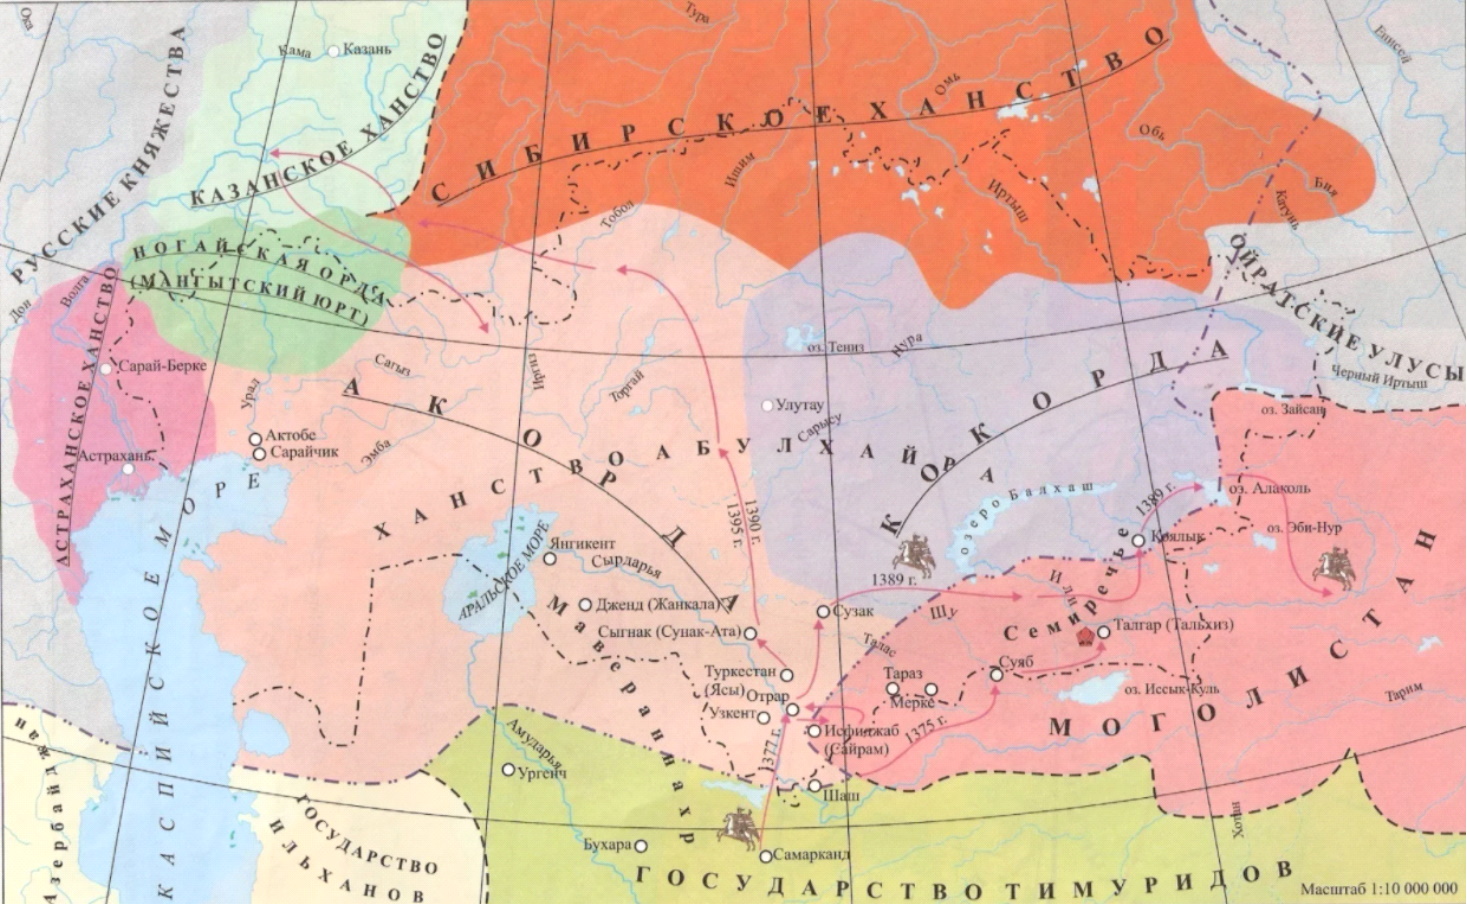 Ока
РУССКИЕ КНЯЖЕСТВА
Кама
Казань
КАЗАНСКОЕ ХАНСТВО
Тура
СИБИРСКОЕ ХАНСТВО
Омь
Обь
Енисей
Бия
Катунь
Иртыш
Ишим
Тобол
НОГАЙСКАЯ ОРДА
(МАНГЫТСКИЙ ЮРТ)
Дон
Волга
АСТРАХАНСКОЕ ХАНСТВО
Сарай-Берке
Астрахань
Урал
Сагыз
Иргиз
Торгай
Эмба
Актобе
Сарайчик
АК ОРДА
ХАНСТВО АБУЛХАЙРА
оз. Тениз
Нура
Улутау
Сарысу
КОК ОРДА
ОЙРАТСКИЕ УЛУСЫ
Черный Иртыш
оз. Зайсан
озеро Балхаш
оз. Алаколь
оз. Эби-Нур
1389 г.
Коялык
1390 г.
1395 г.
1389 г.
КАСПИЙСКОЕ МОРЕ
АРАЛЬСКОЕ МОРЕ
Янгикент
Сырдарья
Дженд (Жанкала)
Сыгнак (Сунак-Ата)
Сузак
Шу
Или
Семиречье
Талгар (Тальхиз)
Талас
Туркестан
(Ясы)
Отрар
Узкент
Тараз
Мерке
Суяб
оз. Иссык-Куль
Исфиджаб
(Сайрам)
1375 г.
1377 г.
МОГОЛИСТАН
Тарим
Хотан
Мавераннахр
Амударья
Ургенч
Шаш
Бухара
Самарканд
Азербайджан
ГОСУДАРСТВО
ИЛЬХАНОВ
ГОСУДАРСТВО ТИМУРИДОВ
Масштаб 1:10 000 000